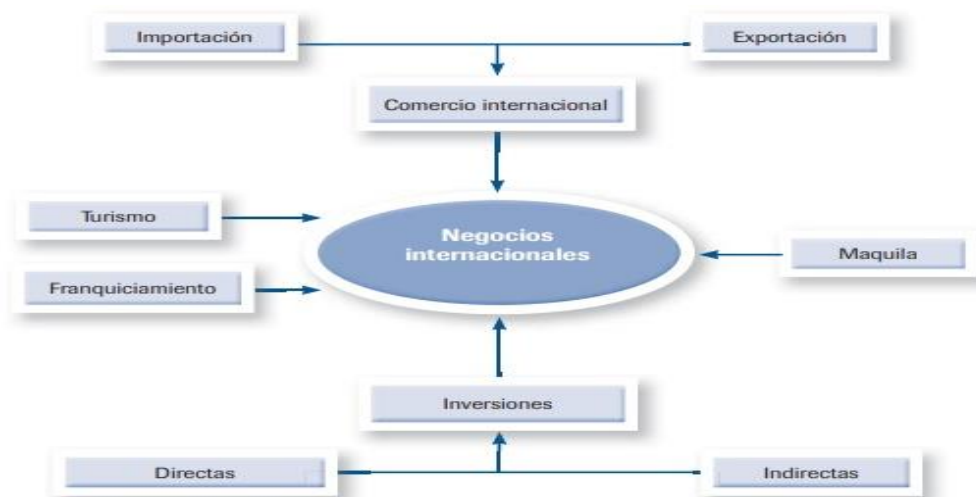 Importación
Exportación
Comercio internacional
Turismo
Negocios
internacionales
Maquila
Franquiciamiento
Inversiones
Directas
Indirectas